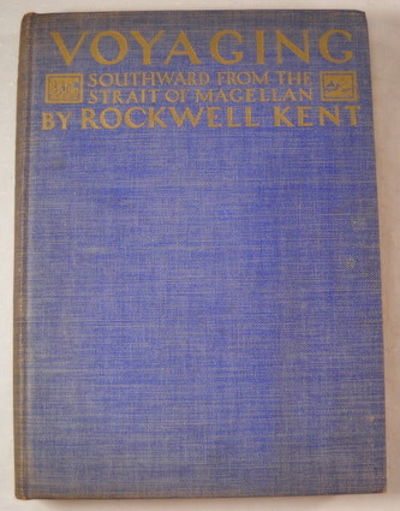 VOYAGING
SOUTHWARD FROM THE
STRAIT OF MAGELLAN
BY ROCKWELL KENT